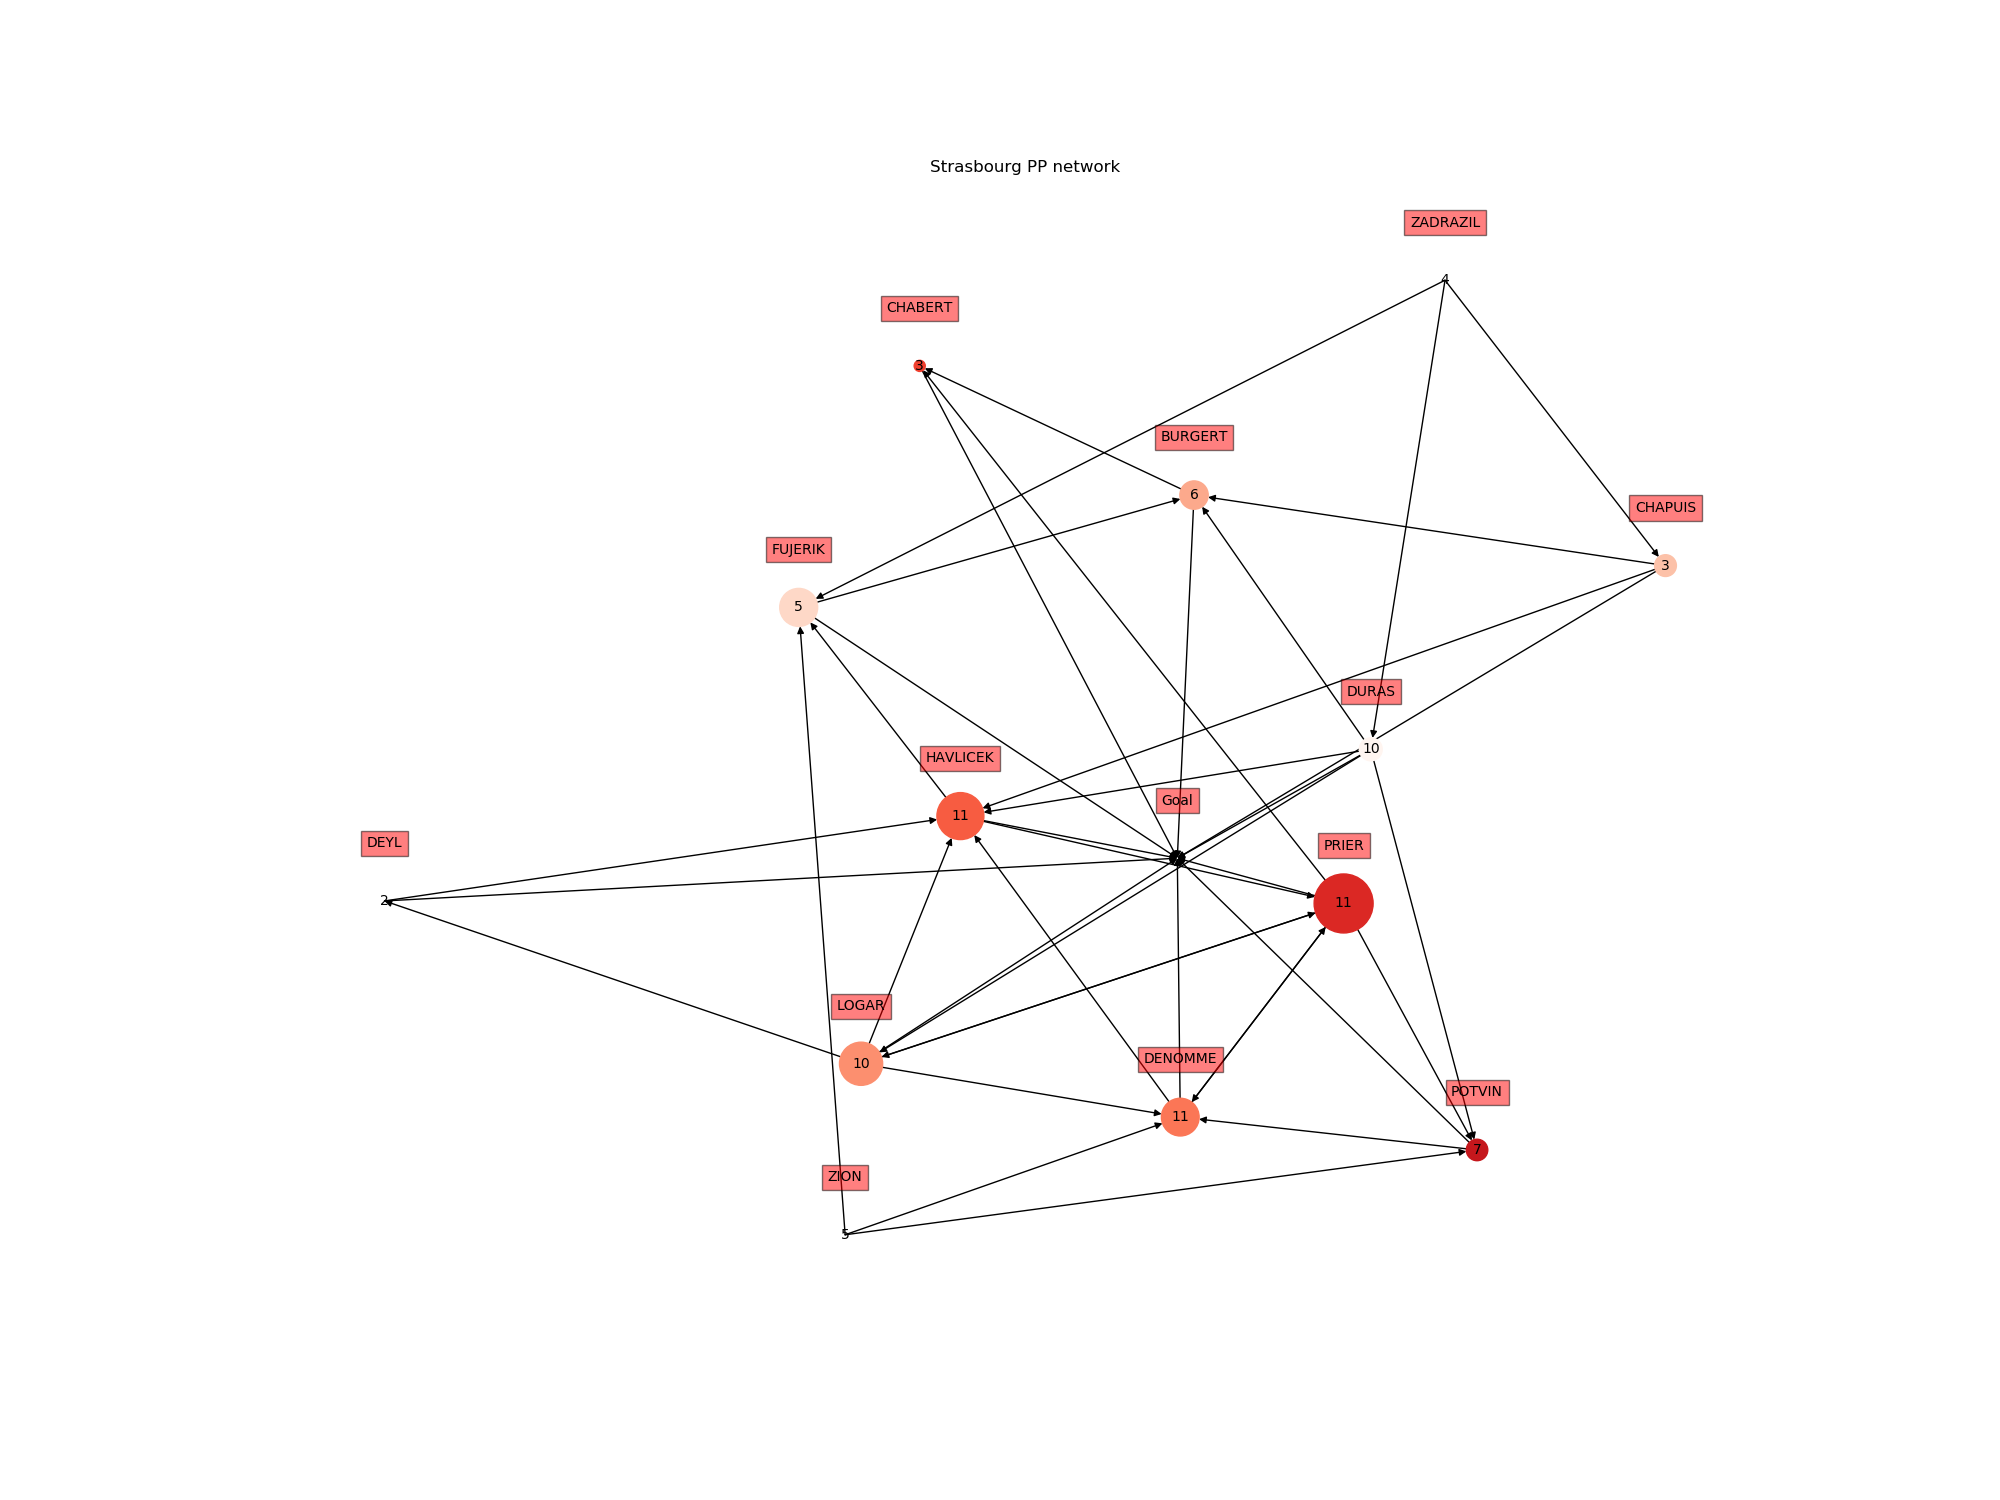 Strasbourg PP network
ZADRAZIL
4
CHABERT
3
BURGERT
6
CHAPUIS
3
FUJERIK
5
DURAS
10
HAVLICEK
11
Goal
DEYL
2
PRIER
11
LOGAR
10
DENOMME
11
POTVIN
7
ZION
5